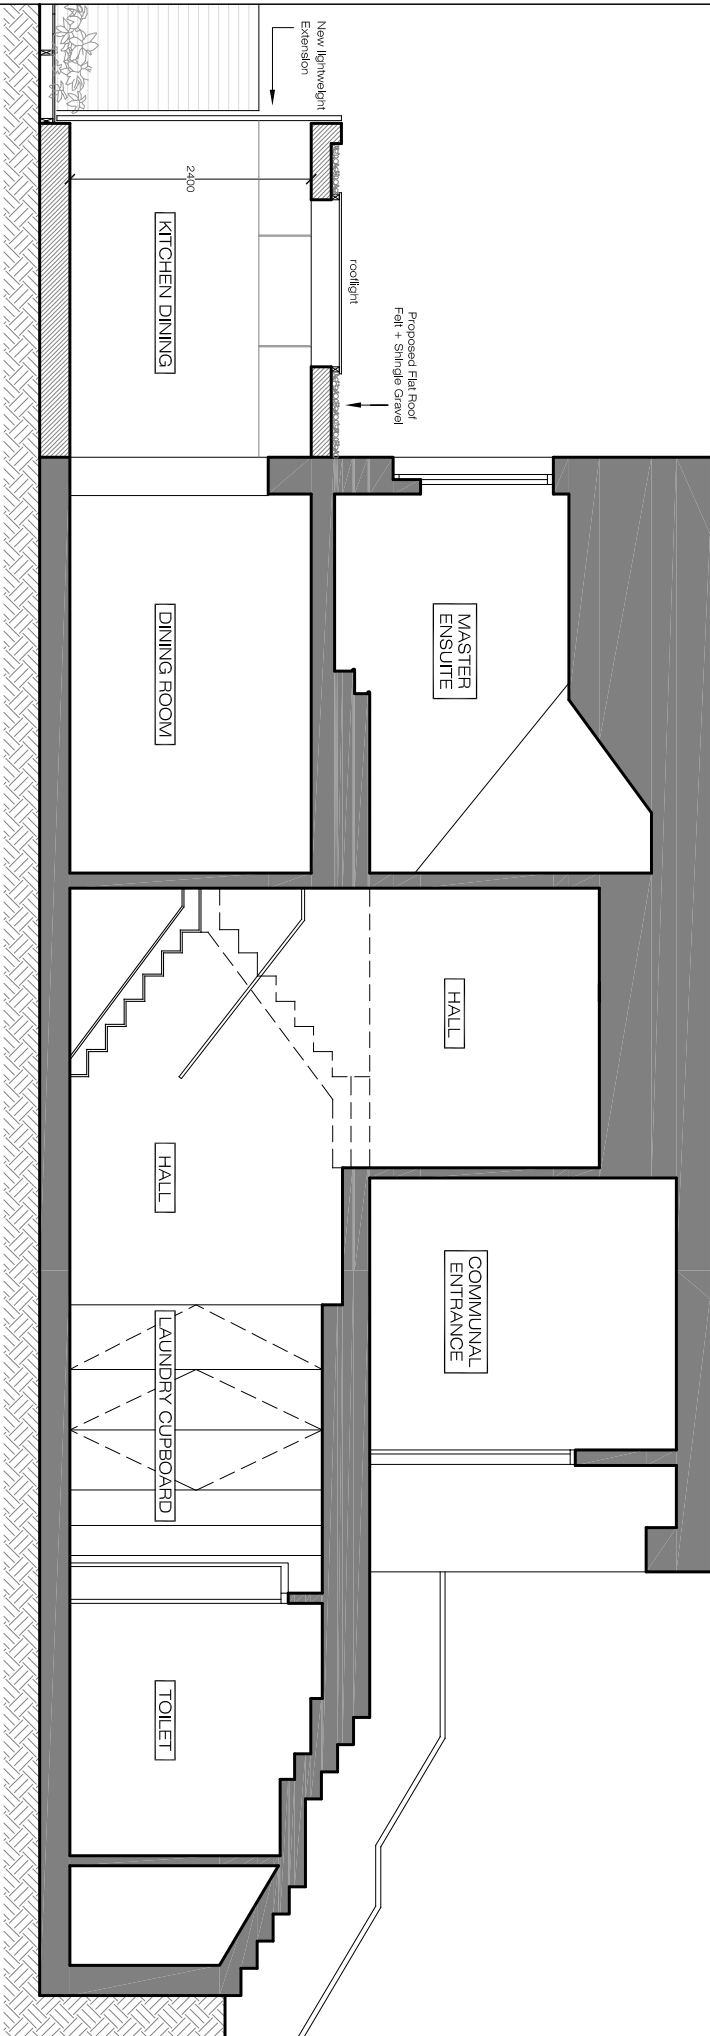 New lightweight
Extension
2400
KITCHEN DINING
rooflight
Proposed Flat Roof
Felt + Shingle Gravel
MASTER
ENSUITE
DINING ROOM
HALL
HALL
COMMUNAL
ENTRANCE
LAUNDRY CUPBOARD
TOILET